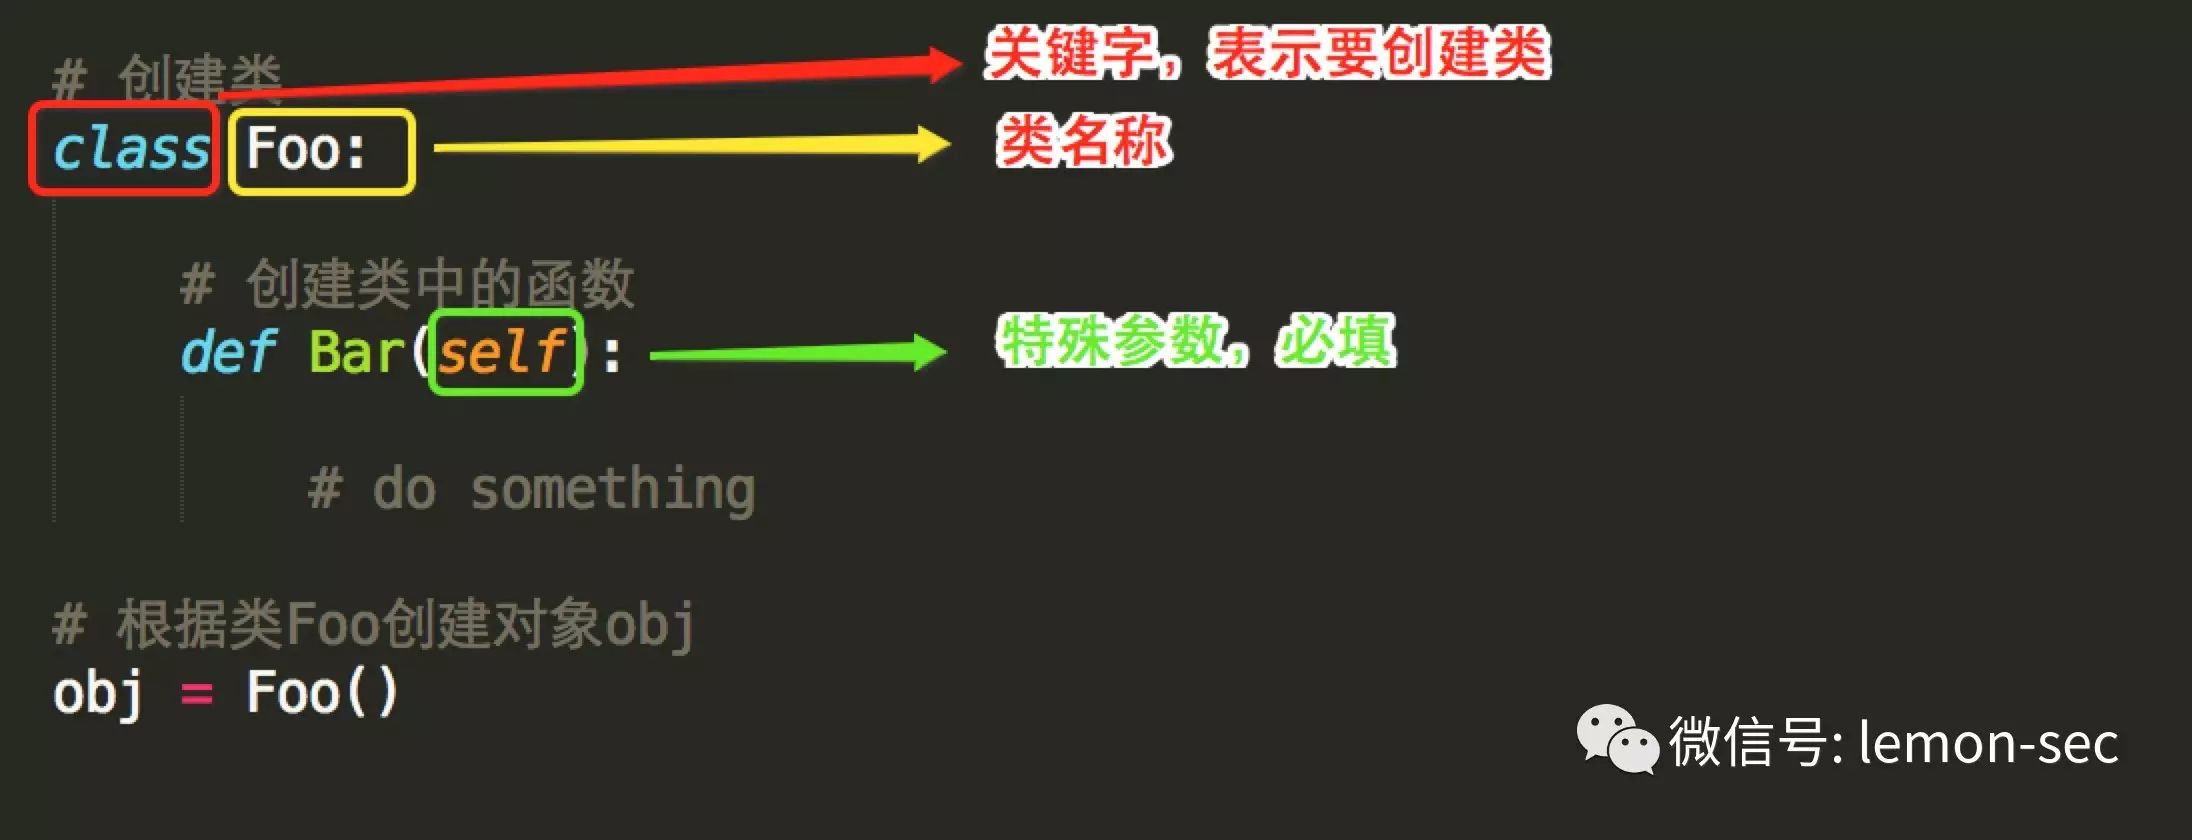 # 创建类
关键字，表示要创建类
class Foo:
类名称
# 创建类中的函数
def Bar(self):
特殊参数，必填
# do something
# 根据类Foo创建对象obj
obj = Foo()
微信号: lemon-sec